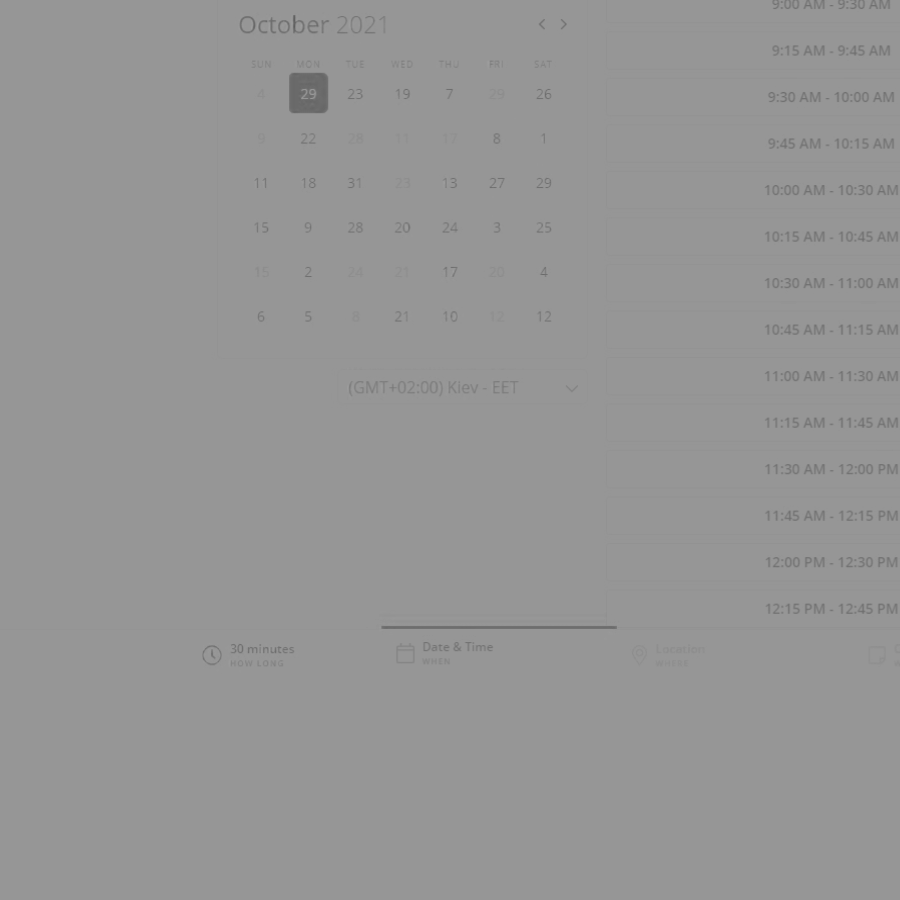 October 2021
SUN MON TUE WED THU FRI SAT
4 29 23 19 7 29 26
9 22 28 11 17 8 1
11 18 31 23 13 27 29
15 9 28 20 24 3 25
15 2 24 21 17 20 4
6 5 8 21 10 12 12
(GMT+02:00) Kiev - EET
9:00 AM - 9:30 AM
9:15 AM - 9:45 AM
9:30 AM - 10:00 AM
9:45 AM - 10:15 AM
10:00 AM - 10:30 AM
10:15 AM - 10:45 AM
10:30 AM - 11:00 AM
10:45 AM - 11:15 AM
11:00 AM - 11:30 AM
11:15 AM - 11:45 AM
11:30 AM - 12:00 PM
11:45 AM - 12:15 PM
12:00 PM - 12:30 PM
12:15 PM - 12:45 PM
30 minutes
HOW LONG
Date & Time
WHEN
Location
WHERE